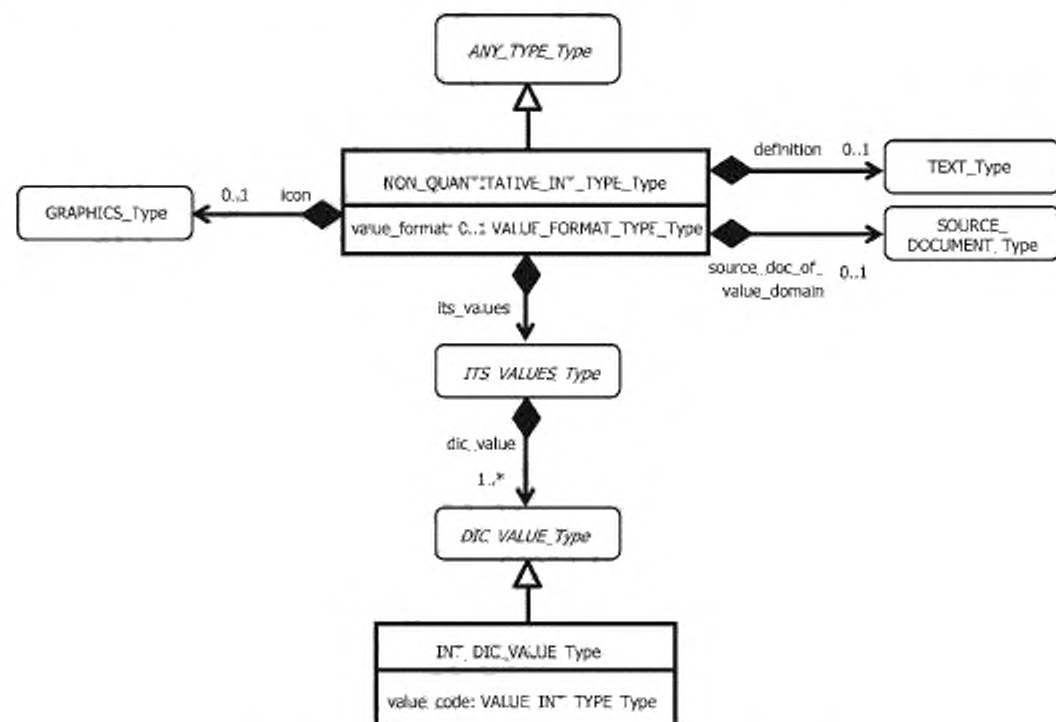 ANY_TYPE_Type
definition 0..1
TEXT_Type
NON_QUANTITATIVE_INT_TYPE_Type
0..1 icon
GRAPHICS_Type
value_format: 0..1 VALUE_FORMAT_TYPE_Type
SOURCE_
DOCUMENT_Type
source_doc_of_
value_domain
0..1
its_values
ITS_VALUES_Type
dic_value
1..*
DIC_VALUE_Type
INT_DIC_VALUE_Type
value_code: VALUE_INT_TYPE_Type